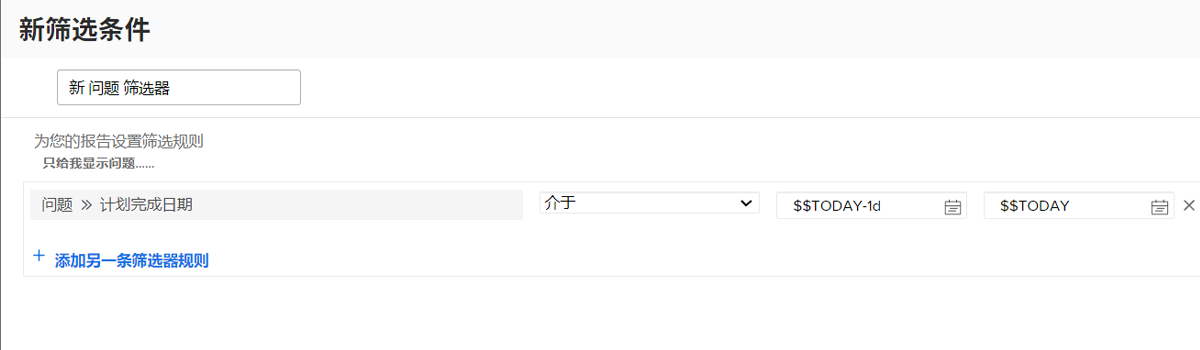 新筛选条件
新 问题 筛选器
为您的报告设置筛选规则
只给我显示问题......
问题 » 计划完成日期 介于 $$TODAY-1d $$TODAY
+ 添加另一条筛选器规则